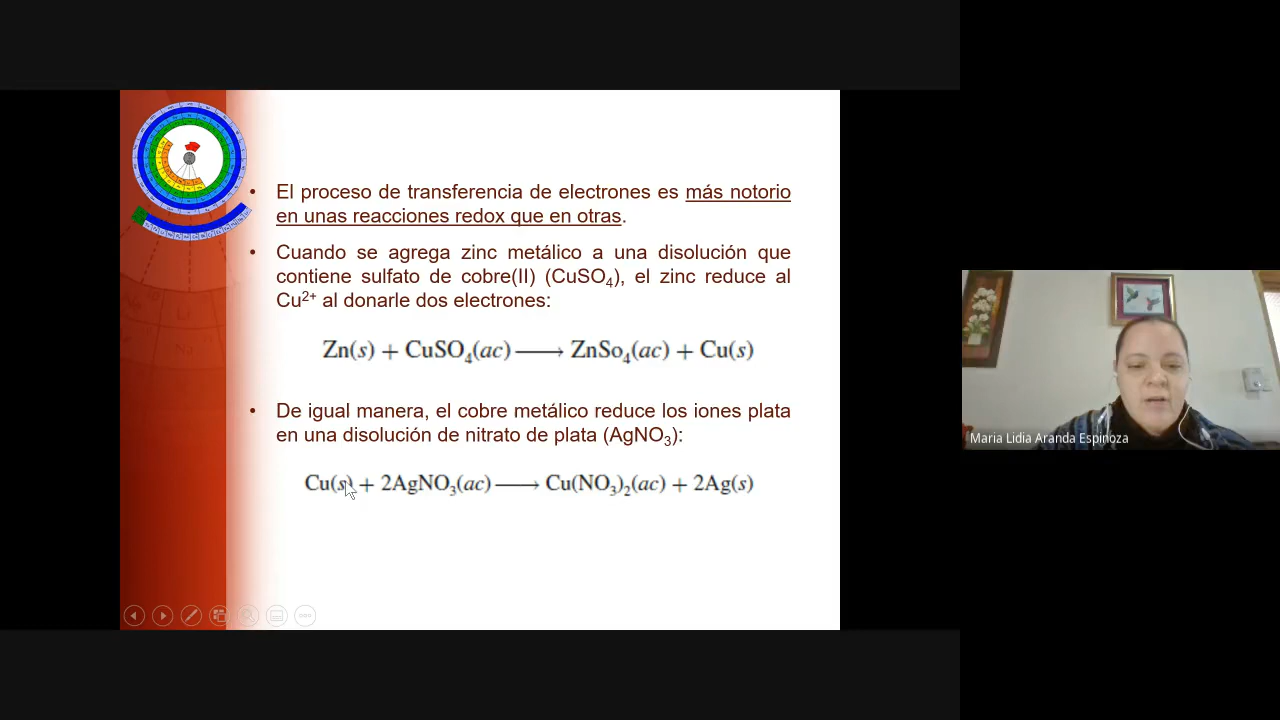 • El proceso de transferencia de electrones es más notorio
en unas reacciones redox que en otras.
• Cuando se agrega zinc metálico a una disolución que
contiene sulfato de cobre(II) (CuSO₄), el zinc reduce al
Cu²⁺ al donarle dos electrones:
Zn(s) + CuSO₄(ac) ⟶ ZnSo₄(ac) + Cu(s)
• De igual manera, el cobre metálico reduce los iones plata
en una disolución de nitrato de plata (AgNO₃):
Cu(s) + 2AgNO₃(ac) ⟶ Cu(NO₃)₂(ac) + 2Ag(s)
Maria Lidia Aranda Espinoza